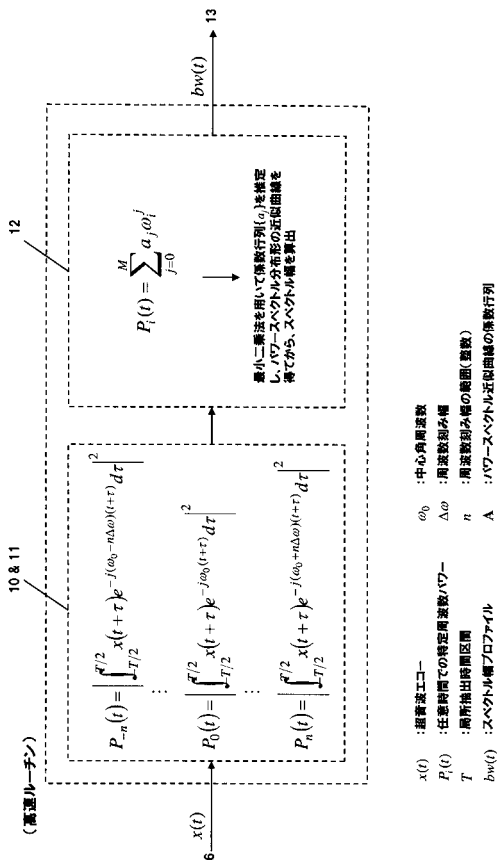 (高速ルーチン)
10 & 11
12
6
x(t)
P_{-n}(t) = |∫_{-T/2}^{T/2} x(t+τ)e^{-j(ω_0-nΔω)(t+τ)}dτ|^2
⋯
P_0(t) = |∫_{-T/2}^{T/2} x(t+τ)e^{-jω_0(t+τ)}dτ|^2
⋯
P_n(t) = |∫_{-T/2}^{T/2} x(t+τ)e^{-j(ω_0+nΔω)(t+τ)}dτ|^2
P_i(t) = ∑_{j=0}^{M} a_j ω_i^j
最小二乗法を用いて係数行列{a_j}を推定
し、パワースペクトル分布形の近似曲線を
得てから、スペクトル幅を算出
bw(t)
13
x(t) :超音波エコー
P_i(t) :任意時間での特定周波数パワー
T :局所抽出時間区間
bw(t) :スペクトル幅プロファイル
ω_0 :中心角周波数
Δω :周波数刻み幅
n :周波数刻み幅の範囲(整数)
A :パワースペクトル近似曲線の係数行列